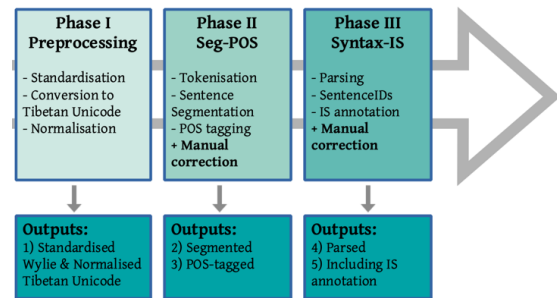 Phase I
Preprocessing
- Standardisation
- Conversion to
Tibetan Unicode
- Normalisation
Phase II
Seg-POS
- Tokenisation
- Sentence
Segmentation
- POS tagging
+ Manual
correction
Phase III
Syntax-IS
- Parsing
- SentenceIDs
- IS annotation
+ Manual
correction
Outputs:
1) Standardised
Wylie & Normalised
Tibetan Unicode
Outputs:
2) Segmented
3) POS-tagged
Outputs:
4) Parsed
5) Including IS
annotation